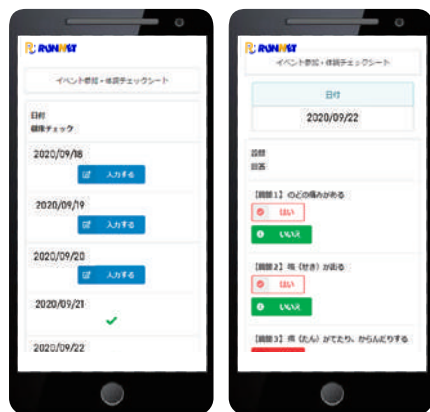 RUNNET
イベント参加・体調チェックシート
日付
健康チェック
2020/09/18
入力する
2020/09/19
入力する
2020/09/20
入力する
2020/09/21
2020/09/22
RUNNET
イベント参加・体調チェックシート
日付
2020/09/22
設問
回答
【質問1】のどの痛みがある
はい
いいえ
【質問2】咳（せき）が出る
はい
いいえ
【質問3】痰（たん）がでたり、からんだりする